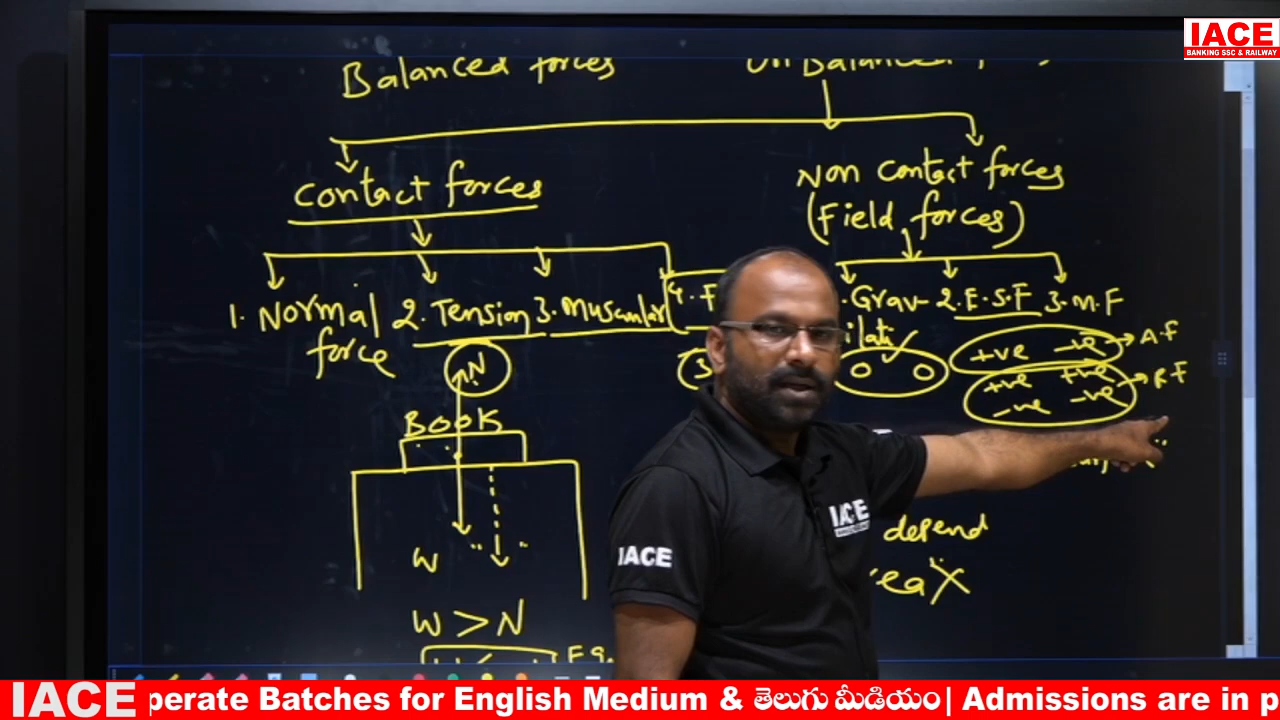 IACE
BANKING SSC & RAILWAY
Balanced forces
contact forces
Non contact forces
(Field forces)
1. Normal force
2. Tension
3. Muscular
4. F
Grav-
2. E.S.F
3. M.F
+ve -ve → A.F
+ve +ve → R.F
-ve -ve
N
BOOK
W
W > N
depend
X
IACE
IACE
IACE
perate Batches for English Medium & తెలుగు మీడియం| Admissions are in p